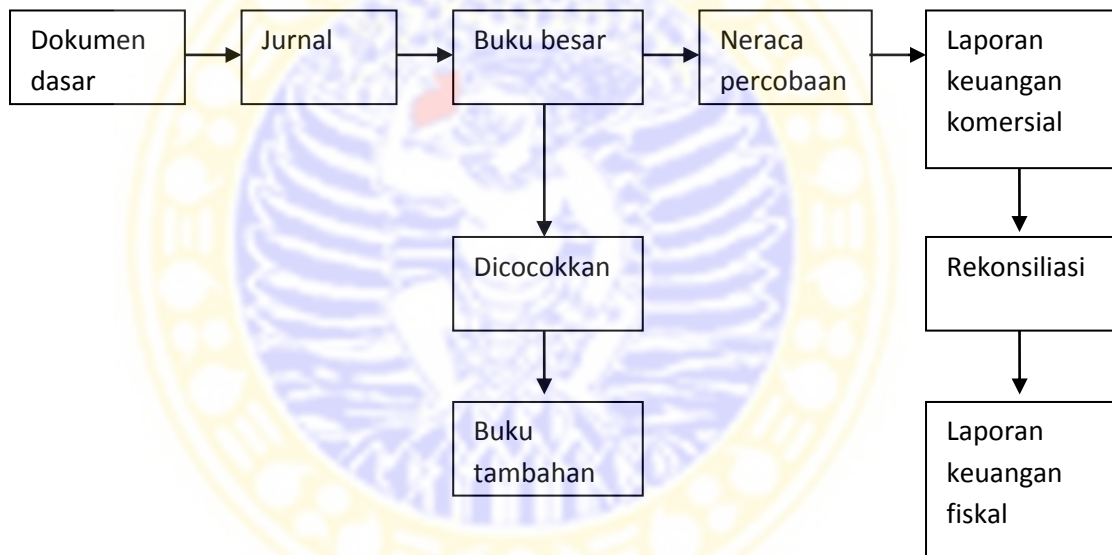 Dokumen
dasar
Jurnal
Buku besar
Neraca
percobaan
Laporan
keuangan
komersial
Dicocokkan
Rekonsiliasi
Buku
tambahan
Laporan
keuangan
fiskal